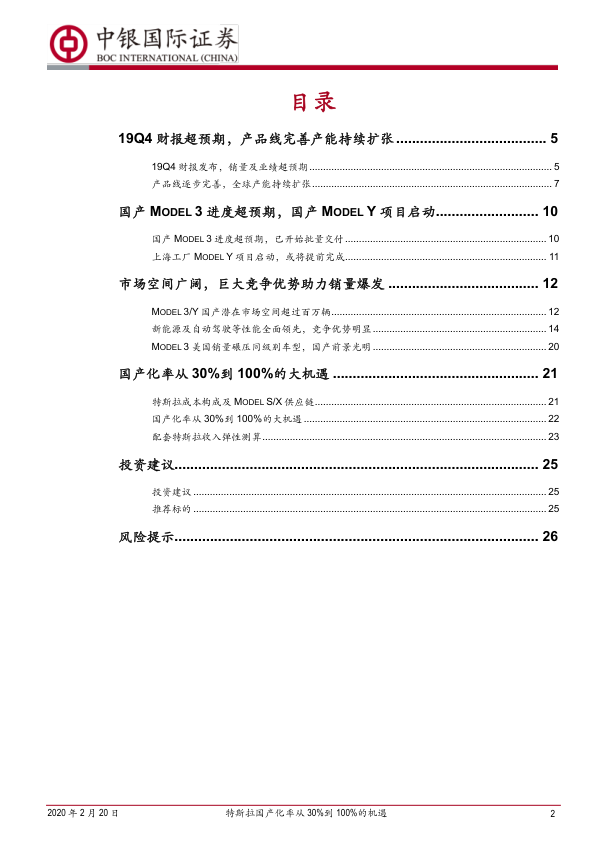 中银国际证券
BOC INTERNATIONAL (CHINA)
目录
19Q4 财报超预期，产品线完善产能持续扩张 ...................................... 5
19Q4 财报发布，销量及业绩超预期 ........................................................................................ 5
产品线逐步完善，全球产能持续扩张 ....................................................................................... 7
国产 MODEL 3 进度超预期，国产 MODEL Y 项目启动.......................... 10
国产 MODEL 3 进度超预期，已开始批量交付 ......................................................................... 10
上海工厂 MODEL Y 项目启动，或将提前完成......................................................................... 11
市场空间广阔，巨大竞争优势助力销量爆发 ...................................... 12
MODEL 3/Y 国产潜在市场空间超过百万辆.............................................................................. 12
新能源及自动驾驶等性能全面领先，竞争优势明显 ............................................................... 14
MODEL 3 美国销量碾压同级别车型，国产前景光明 ............................................................... 20
国产化率从 30%到 100%的大机遇 .................................................... 21
特斯拉成本构成及 MODEL S/X 供应链.................................................................................... 21
国产化率从 30%到 100%的大机遇 ........................................................................................ 22
配套特斯拉收入弹性测算....................................................................................................... 23
投资建议............................................................................................ 25
投资建议 ................................................................................................................................ 25
推荐标的 ................................................................................................................................ 25
风险提示............................................................................................ 26
2020 年 2 月 20 日 特斯拉国产化率从 30%到 100%的机遇 2